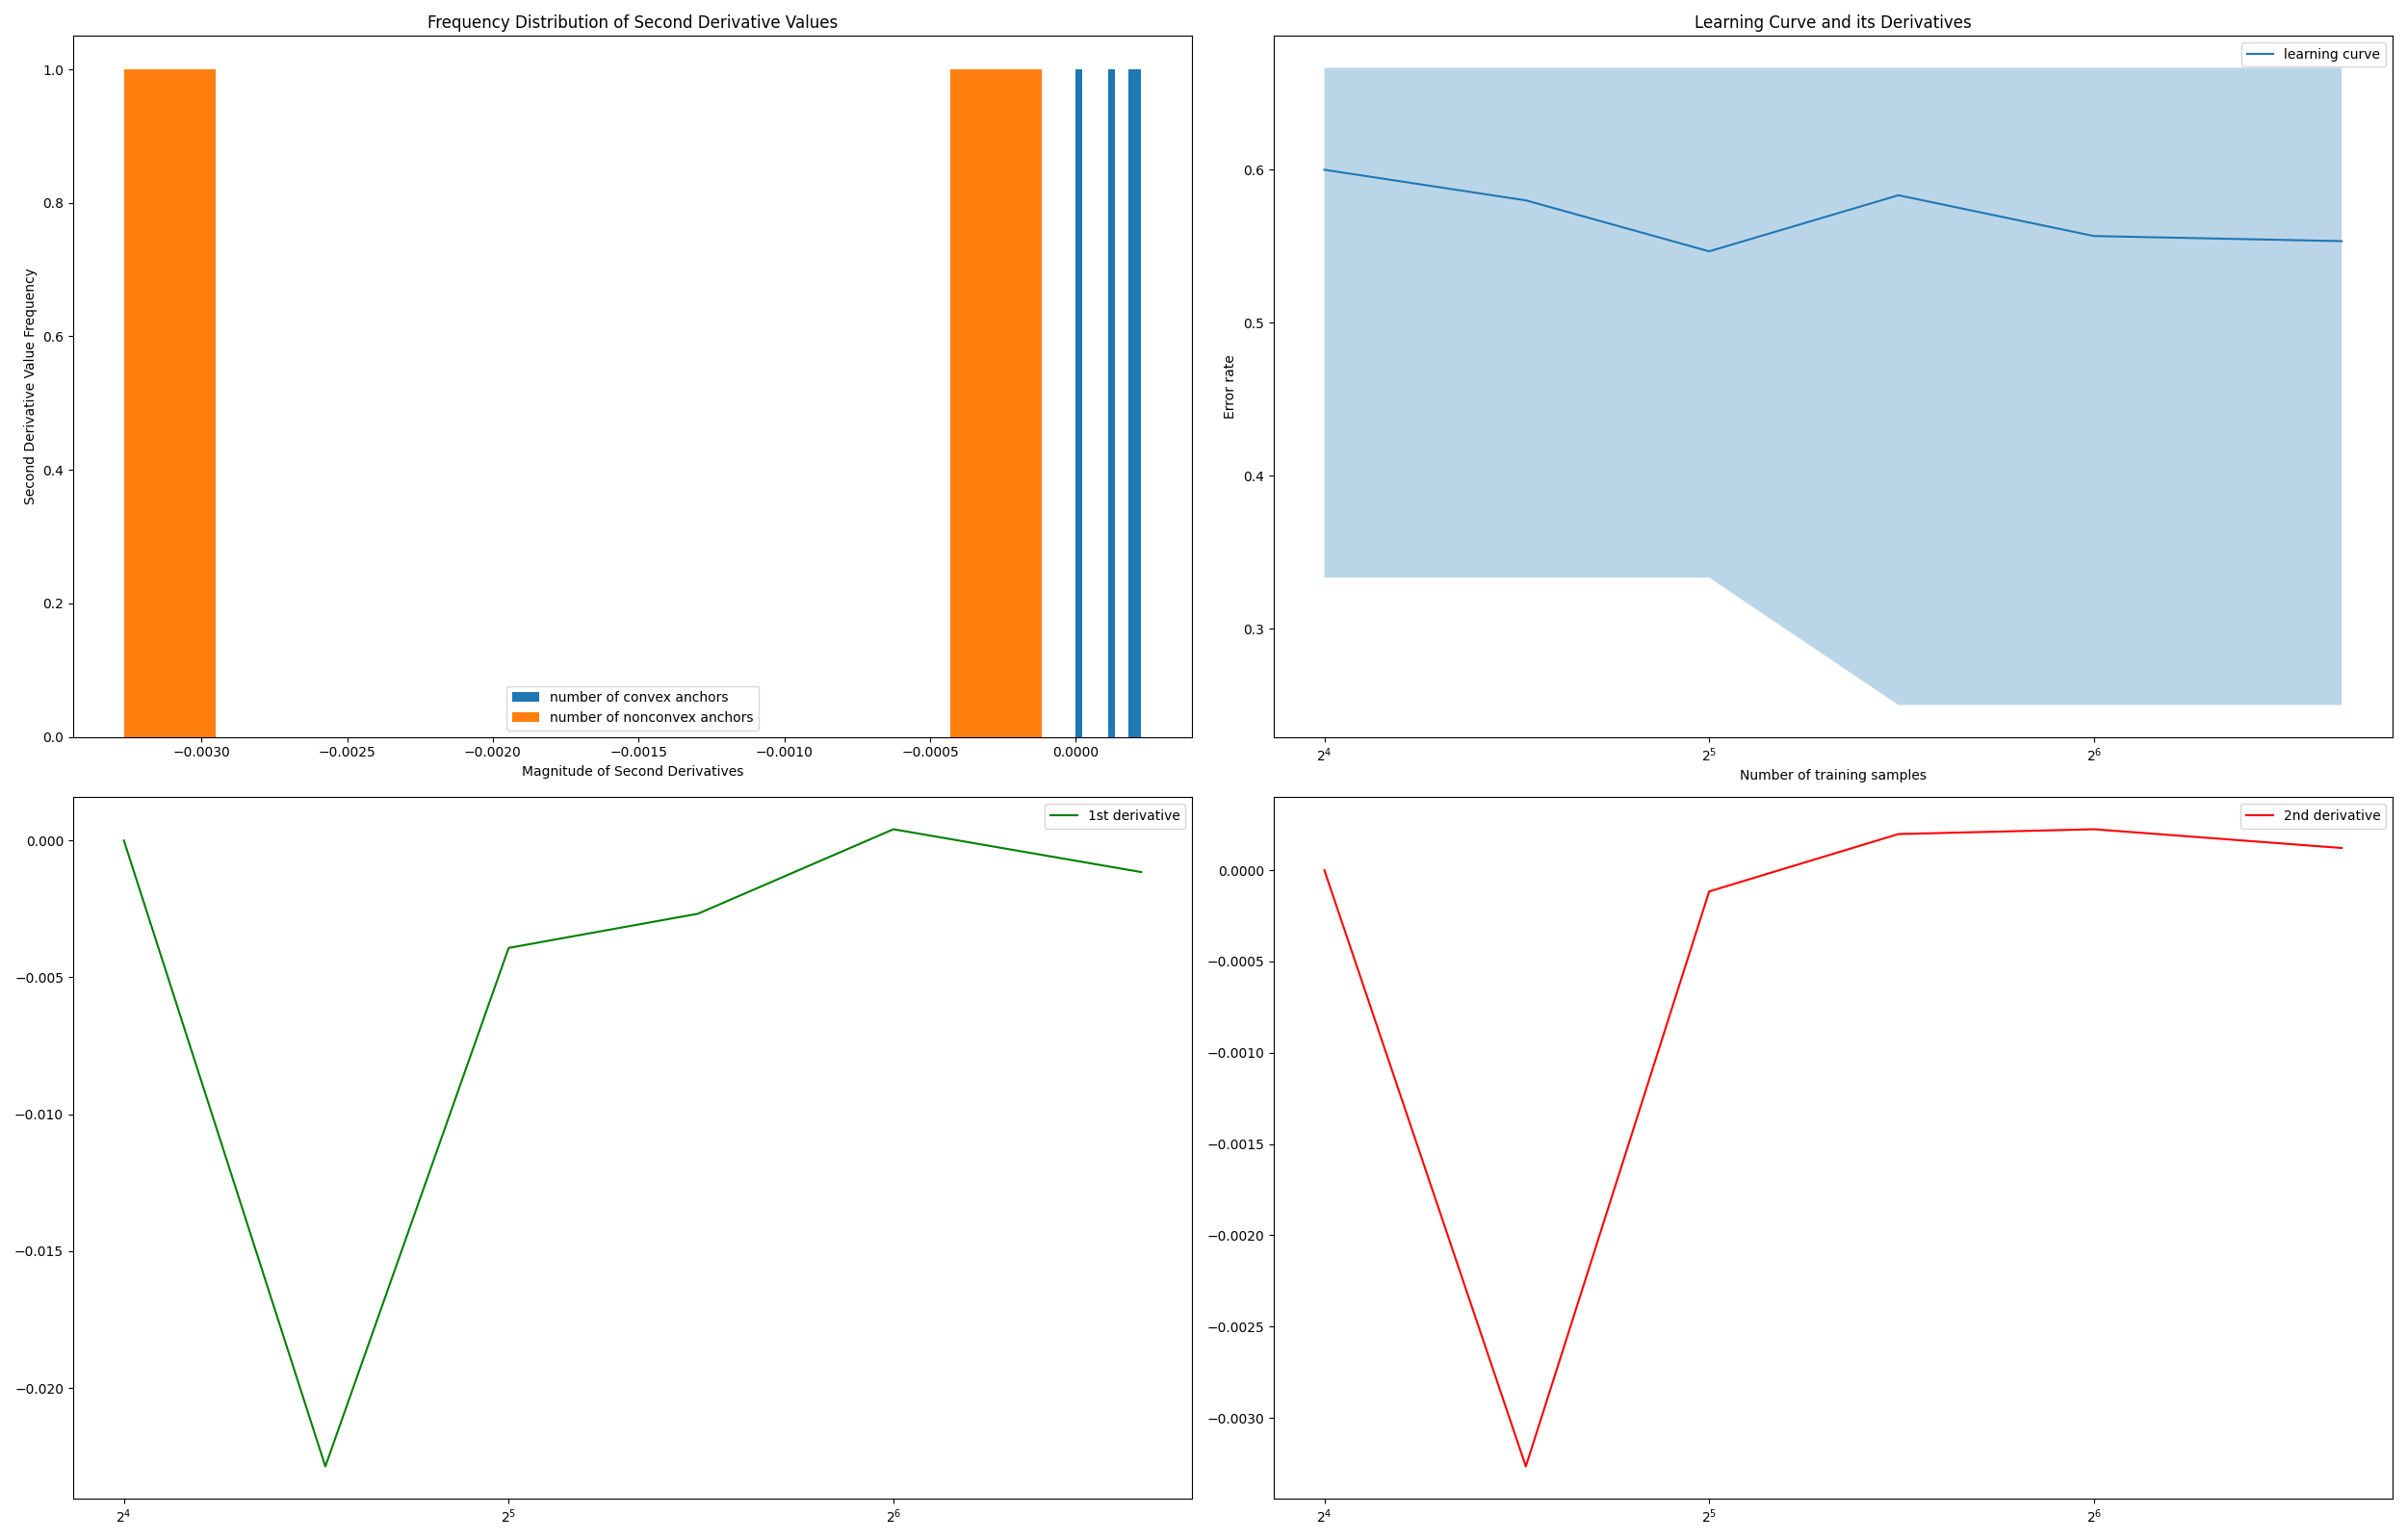 Frequency Distribution of Second Derivative Values
Second Derivative Value Frequency
1.0
0.8
0.6
0.4
0.2
0.0
number of convex anchors
number of nonconvex anchors
−0.0030 −0.0025 −0.0020 −0.0015 −0.0010 −0.0005 0.0000
Magnitude of Second Derivatives
Learning Curve and its Derivatives
learning curve
Error rate
0.6
0.5
0.4
0.3
2⁴ 2⁵ 2⁶
Number of training samples
1st derivative
0.000
−0.005
−0.010
−0.015
−0.020
2⁴ 2⁵ 2⁶
2nd derivative
0.0000
−0.0005
−0.0010
−0.0015
−0.0020
−0.0025
−0.0030
2⁴ 2⁵ 2⁶